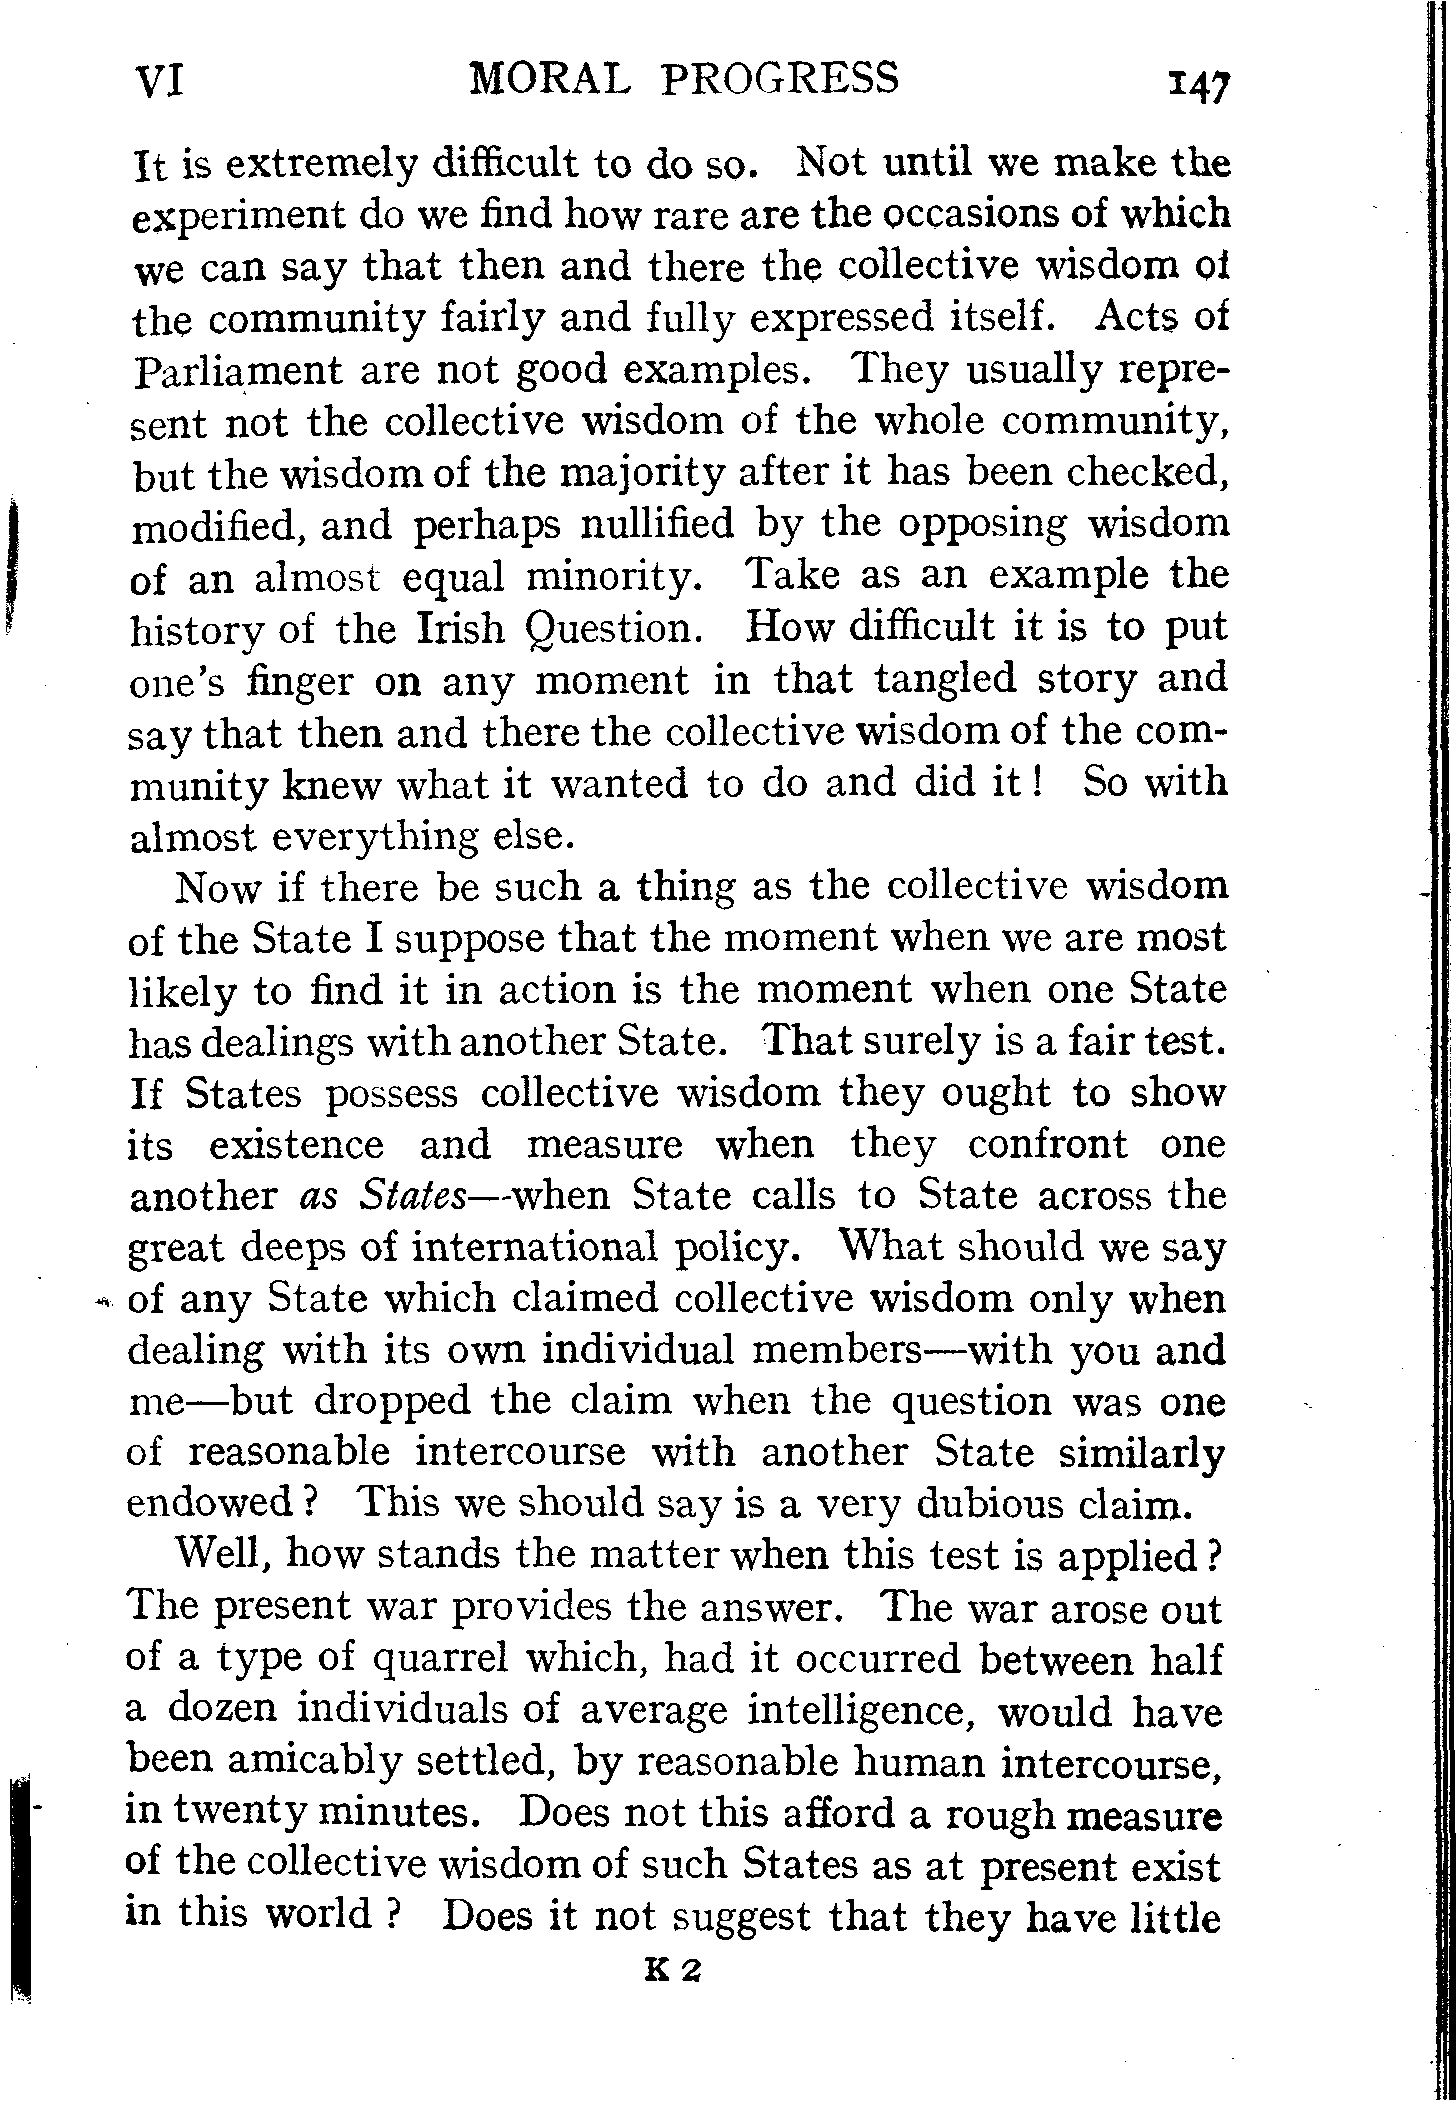 VI MORAL PROGRESS 147
It is extremely difficult to do so. Not until we make the
experiment do we find how rare are the occasions of which
we can say that then and there the collective wisdom of
the community fairly and fully expressed itself. Acts of
Parliament are not good examples. They usually repre-
sent not the collective wisdom of the whole community,
but the wisdom of the majority after it has been checked,
modified, and perhaps nullified by the opposing wisdom
of an almost equal minority. Take as an example the
history of the Irish Question. How difficult it is to put
one's finger on any moment in that tangled story and
say that then and there the collective wisdom of the com-
munity knew what it wanted to do and did it! So with
almost everything else.
Now if there be such a thing as the collective wisdom
of the State I suppose that the moment when we are most
likely to find it in action is the moment when one State
has dealings with another State. That surely is a fair test.
If States possess collective wisdom they ought to show
its existence and measure when they confront one
another as States—when State calls to State across the
great deeps of international policy. What should we say
of any State which claimed collective wisdom only when
dealing with its own individual members—with you and
me—but dropped the claim when the question was one
of reasonable intercourse with another State similarly
endowed? This we should say is a very dubious claim.
Well, how stands the matter when this test is applied?
The present war provides the answer. The war arose out
of a type of quarrel which, had it occurred between half
a dozen individuals of average intelligence, would have
been amicably settled, by reasonable human intercourse,
in twenty minutes. Does not this afford a rough measure
of the collective wisdom of such States as at present exist
in this world? Does it not suggest that they have little
K 2